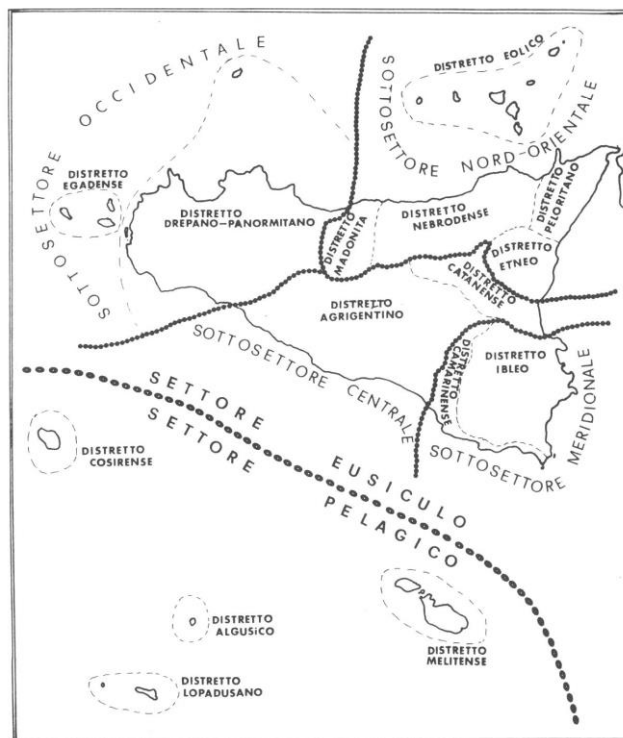 SOTTOSETTORE OCCIDENTALE
DISTRETTO EOLICO
SOTTOSETTORE NORD-ORIENTALE
DISTRETTO
EGADENSE
DISTRETTO
DREPANO–PANORMITANO
DISTRETTO
MADONITA
DISTRETTO
NEBRODENSE
DISTRETTO
PELORITANO
DISTRETTO
ETNEO
DISTRETTO
CATANENSE
DISTRETTO
AGRIGENTINO
DISTRETTO
CAMARINENSE
DISTRETTO
IBLEO
SOTTOSETTORE CENTRALE
SOTTOSETTORE MERIDIONALE
SETTORE EUSICULO
SETTORE PELAGICO
DISTRETTO
COSIRENSE
DISTRETTO
ALGUSiCO
DISTRETTO
MELITENSE
DISTRETTO
LOPADUSANO